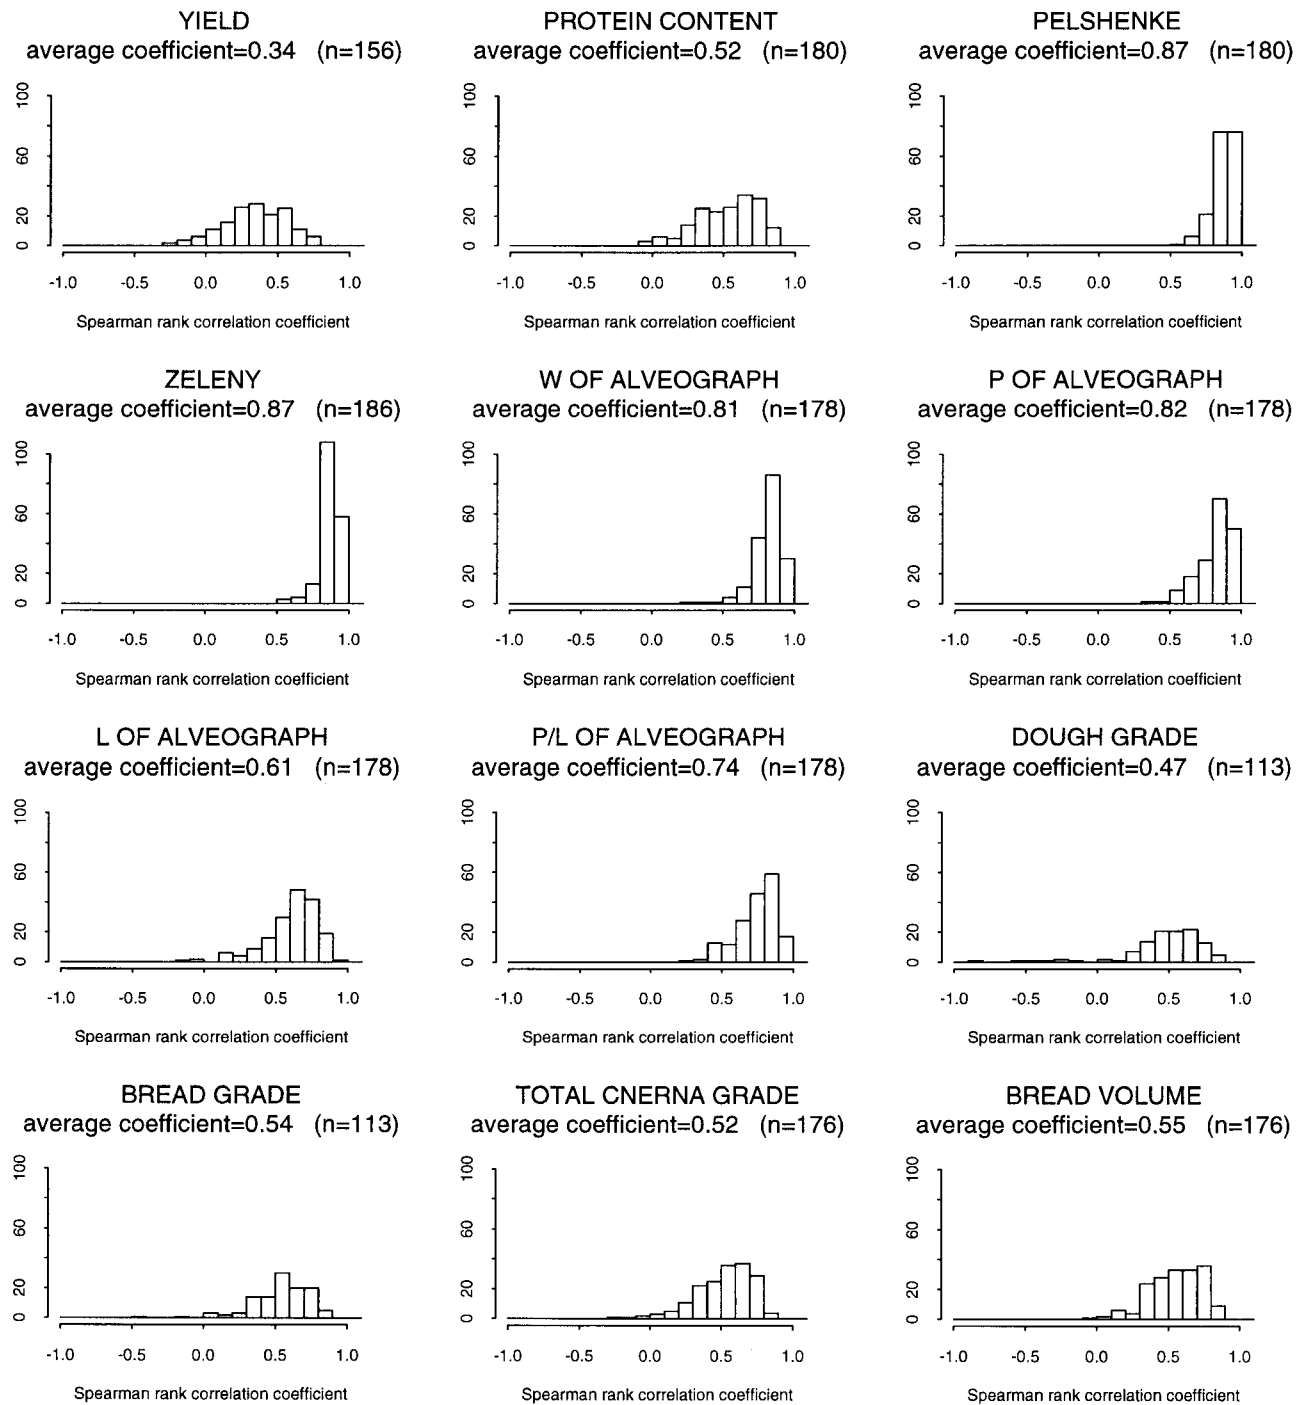 YIELD
average coefficient=0.34 (n=156)
100
60
20
0
-1.0 -0.5 0.0 0.5 1.0
Spearman rank correlation coefficient
PROTEIN CONTENT
average coefficient=0.52 (n=180)
100
60
20
0
-1.0 -0.5 0.0 0.5 1.0
Spearman rank correlation coefficient
PELSHENKE
average coefficient=0.87 (n=180)
100
60
20
0
-1.0 -0.5 0.0 0.5 1.0
Spearman rank correlation coefficient
ZELENY
average coefficient=0.87 (n=186)
100
60
20
0
-1.0 -0.5 0.0 0.5 1.0
Spearman rank correlation coefficient
W OF ALVEOGRAPH
average coefficient=0.81 (n=178)
100
60
20
0
-1.0 -0.5 0.0 0.5 1.0
Spearman rank correlation coefficient
P OF ALVEOGRAPH
average coefficient=0.82 (n=178)
100
60
20
0
-1.0 -0.5 0.0 0.5 1.0
Spearman rank correlation coefficient
L OF ALVEOGRAPH
average coefficient=0.61 (n=178)
100
60
20
0
-1.0 -0.5 0.0 0.5 1.0
Spearman rank correlation coefficient
P/L OF ALVEOGRAPH
average coefficient=0.74 (n=178)
100
60
20
0
-1.0 -0.5 0.0 0.5 1.0
Spearman rank correlation coefficient
DOUGH GRADE
average coefficient=0.47 (n=113)
100
60
20
0
-1.0 -0.5 0.0 0.5 1.0
Spearman rank correlation coefficient
BREAD GRADE
average coefficient=0.54 (n=113)
100
60
20
0
-1.0 -0.5 0.0 0.5 1.0
Spearman rank correlation coefficient
TOTAL CNERNA GRADE
average coefficient=0.52 (n=176)
100
60
20
0
-1.0 -0.5 0.0 0.5 1.0
Spearman rank correlation coefficient
BREAD VOLUME
average coefficient=0.55 (n=176)
100
60
20
0
-1.0 -0.5 0.0 0.5 1.0
Spearman rank correlation coefficient